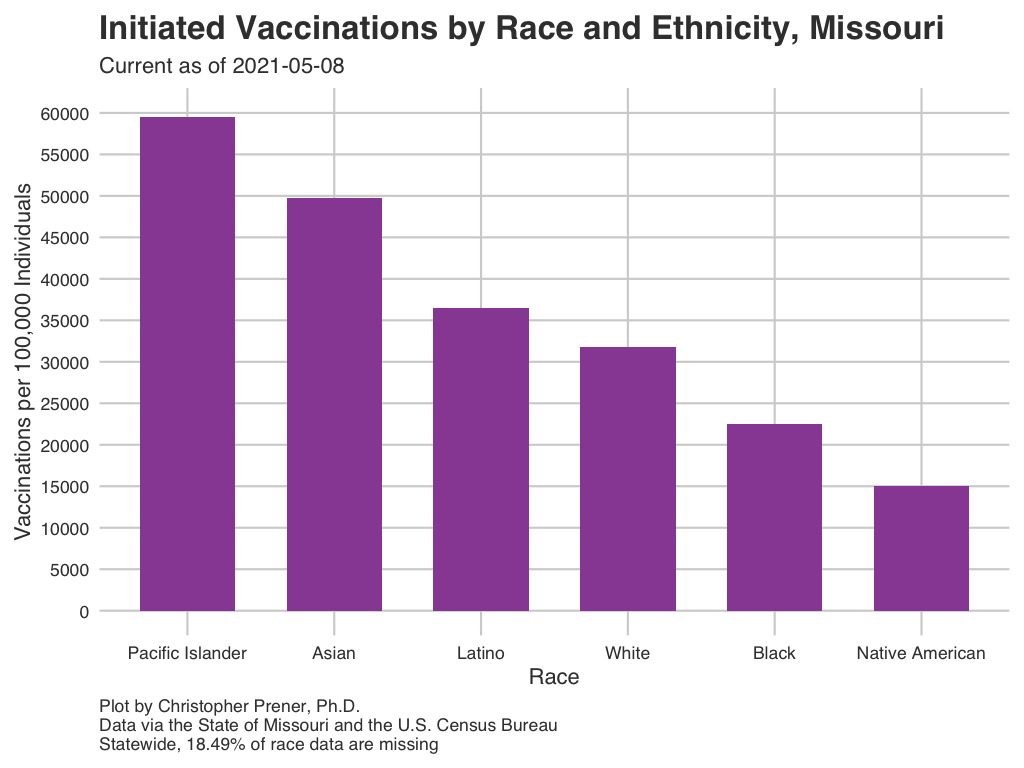 Initiated Vaccinations by Race and Ethnicity, Missouri
Current as of 2021-05-08
Vaccinations per 100,000 Individuals
60000
55000
50000
45000
40000
35000
30000
25000
20000
15000
10000
5000
0
Pacific Islander Asian Latino White Black Native American
Race
Plot by Christopher Prener, Ph.D.
Data via the State of Missouri and the U.S. Census Bureau
Statewide, 18.49% of race data are missing